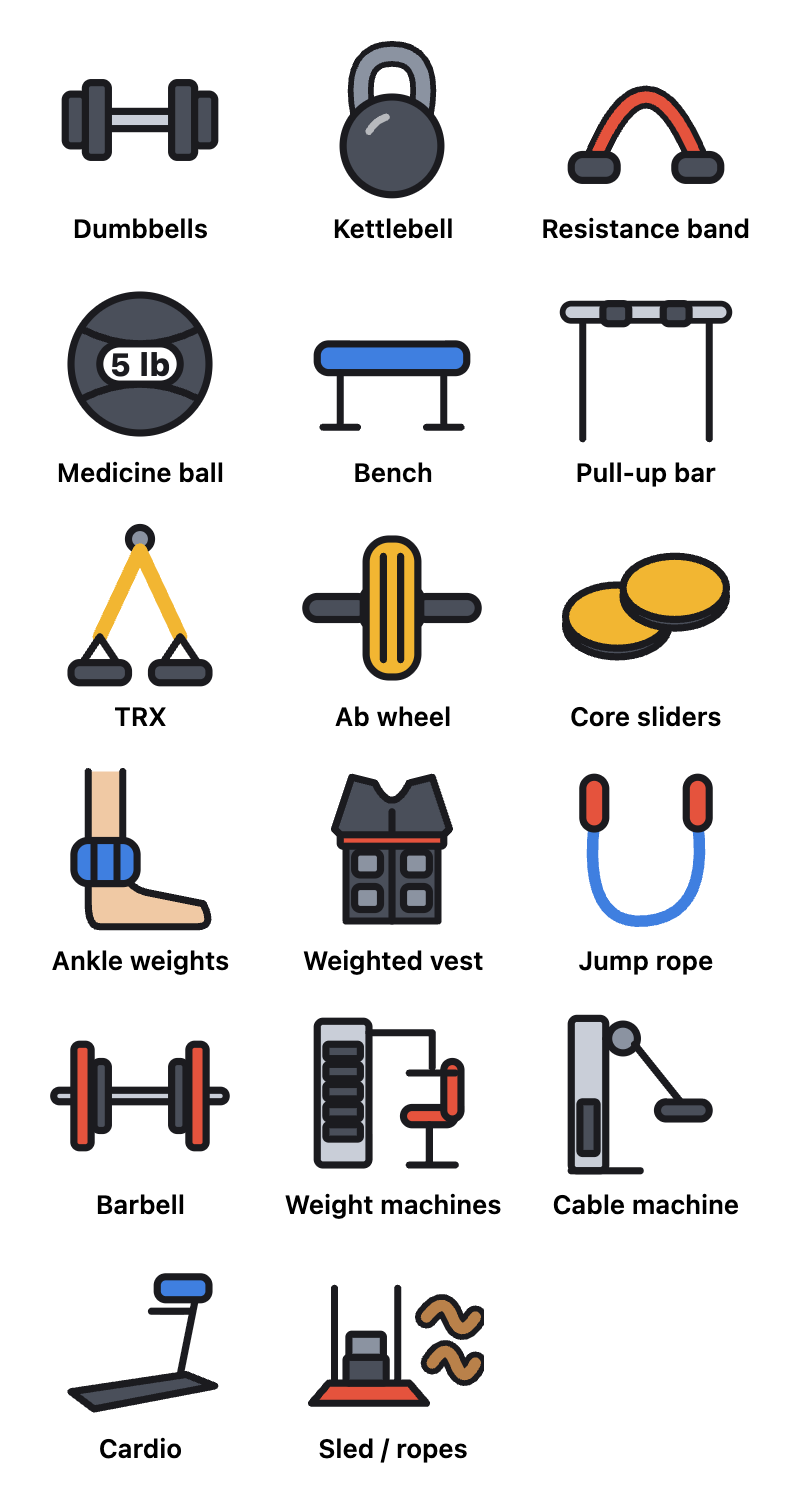 Dumbbells
Kettlebell
Resistance band
5 lb
Medicine ball
Bench
Pull-up bar
TRX
Ab wheel
Core sliders
Ankle weights
Weighted vest
Jump rope
Barbell
Weight machines
Cable machine
Cardio
Sled / ropes